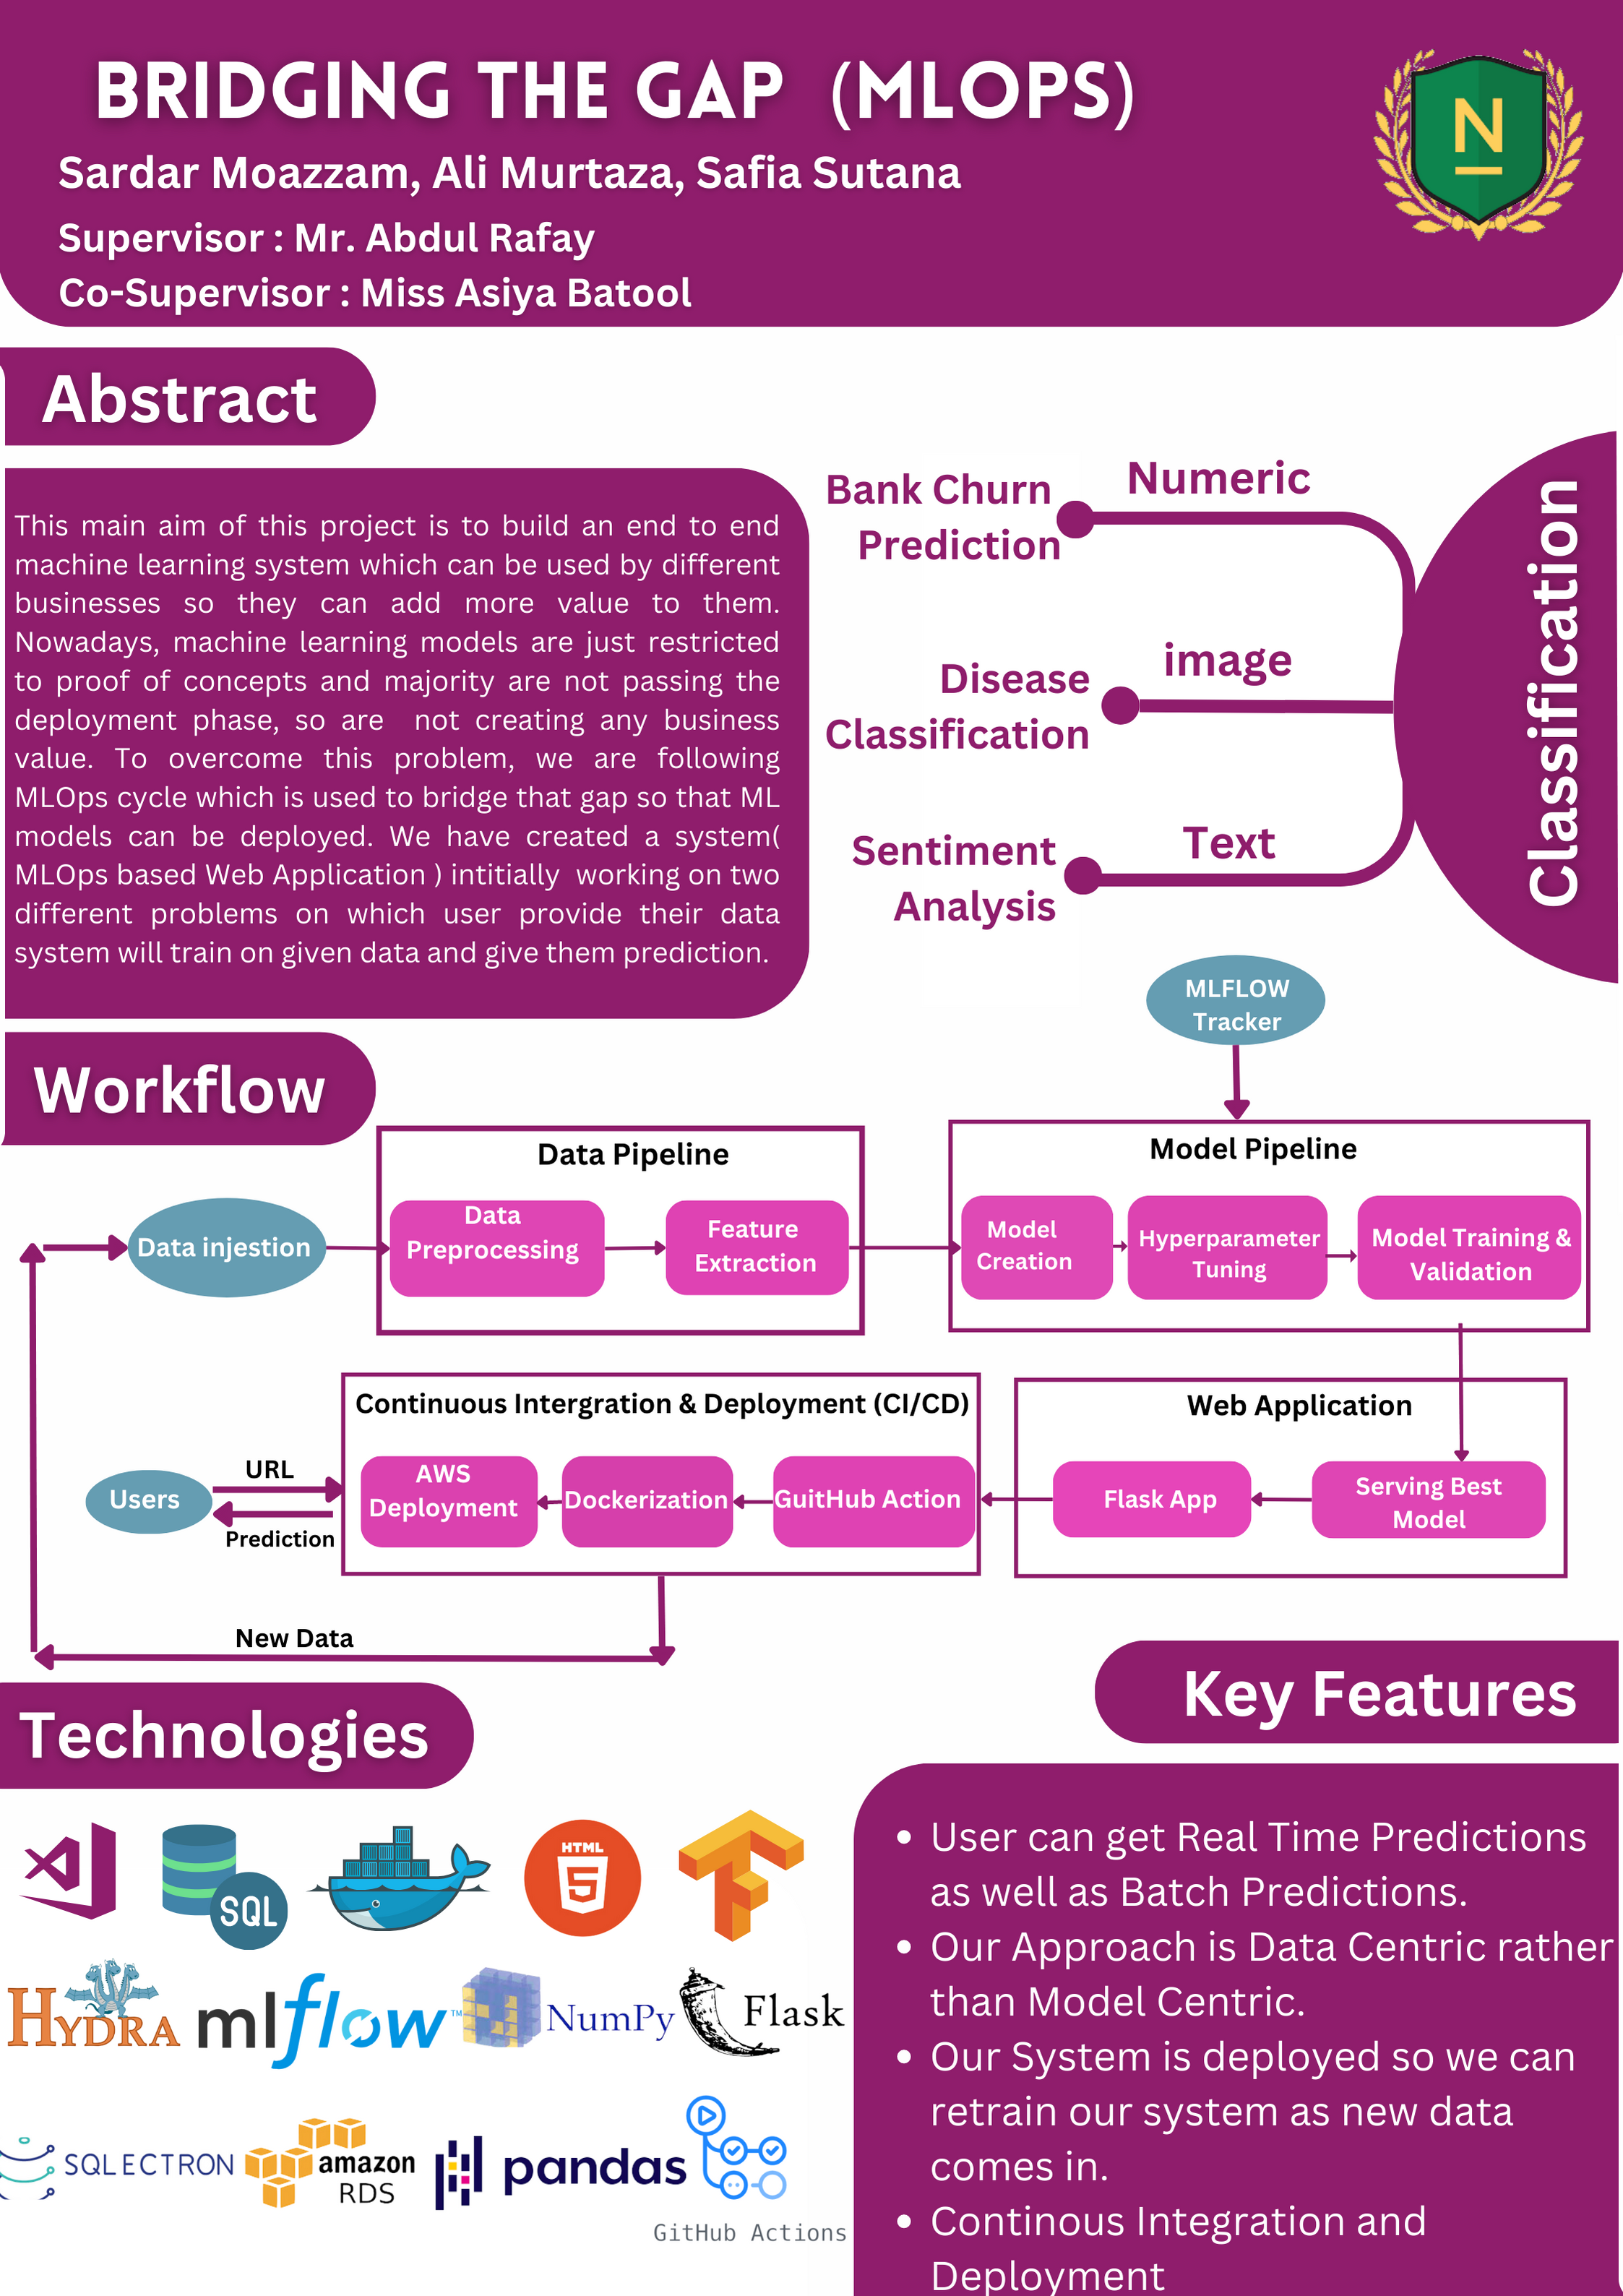 BRIDGING THE GAP (MLOPS)
N
Sardar Moazzam, Ali Murtaza, Safia Sutana
Supervisor : Mr. Abdul Rafay
Co-Supervisor : Miss Asiya Batool
Abstract
This main aim of this project is to build an end to end
machine learning system which can be used by different
businesses so they can add more value to them.
Nowadays, machine learning models are just restricted
to proof of concepts and majority are not passing the
deployment phase, so are not creating any business
value. To overcome this problem, we are following
MLOps cycle which is used to bridge that gap so that ML
models can be deployed. We have created a system(
MLOps based Web Application ) intitially working on two
different problems on which user provide their data
system will train on given data and give them prediction.
Bank Churn
Prediction
Numeric
Disease
Classification
image
Sentiment
Analysis
Text
Classification
MLFLOW
Tracker
Workflow
Data injestion
Data Pipeline
Data
Preprocessing
Feature
Extraction
Model Pipeline
Model
Creation
Hyperparameter
Tuning
Model Training &
Validation
Users
URL
Prediction
Continuous Intergration & Deployment (CI/CD)
AWS
Deployment
Dockerization
GuitHub Action
Web Application
Flask App
Serving Best
Model
New Data
Technologies
SQL
HTML
5
HYDRA
mlflow™
NumPy
Flask
SQLECTRON
amazon
RDS
pandas
GitHub Actions
Key Features
• User can get Real Time Predictions
as well as Batch Predictions.
• Our Approach is Data Centric rather
than Model Centric.
• Our System is deployed so we can
retrain our system as new data
comes in.
• Continous Integration and
Deployment